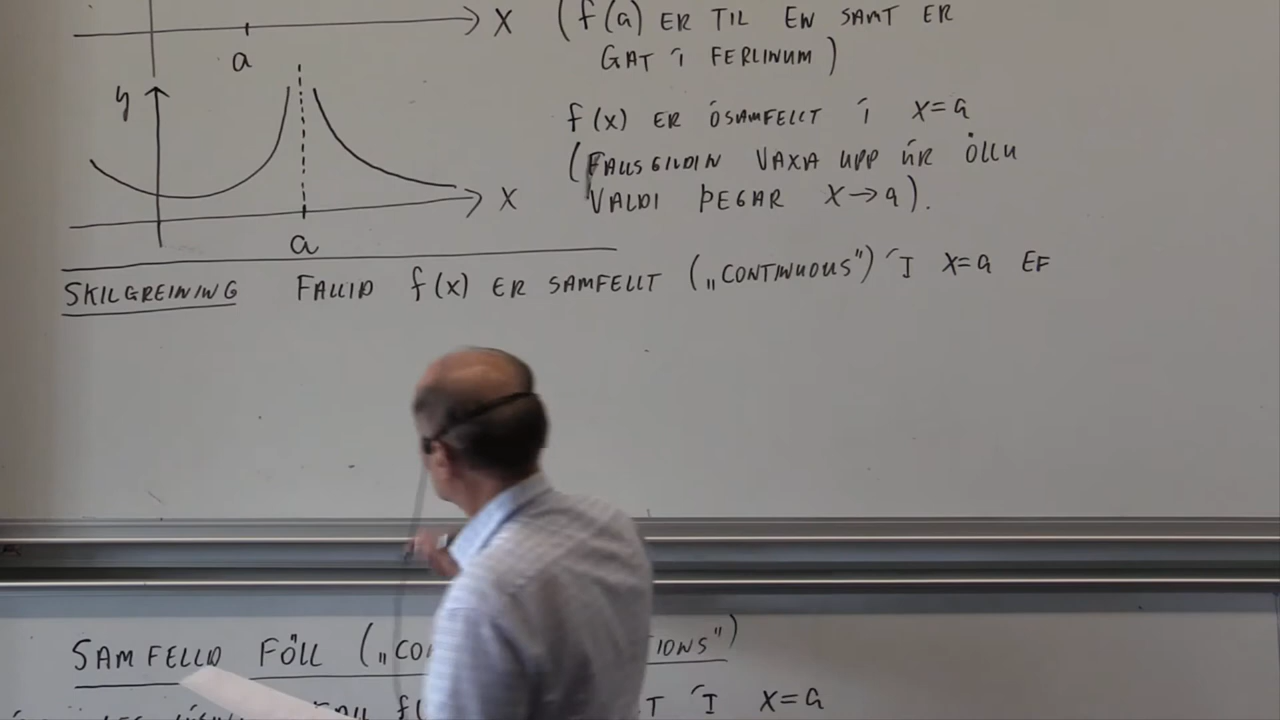 X (f(a) ER TIL EN SAMT ER
a GAT Í FERLINUM)
y f(x) ER ÓSAMFELLT Í X=a
(FALLSGILDIN VAXA UPP ÚR ÖLLU
X VALDI ÞEGAR X→a).
a
SKILGREINING FALLIÐ f(x) ER SAMFELLT („CONTINUOUS") Í X=a EF
SAMFELLD FÖLL („CO IONS")
f( T Í X=a